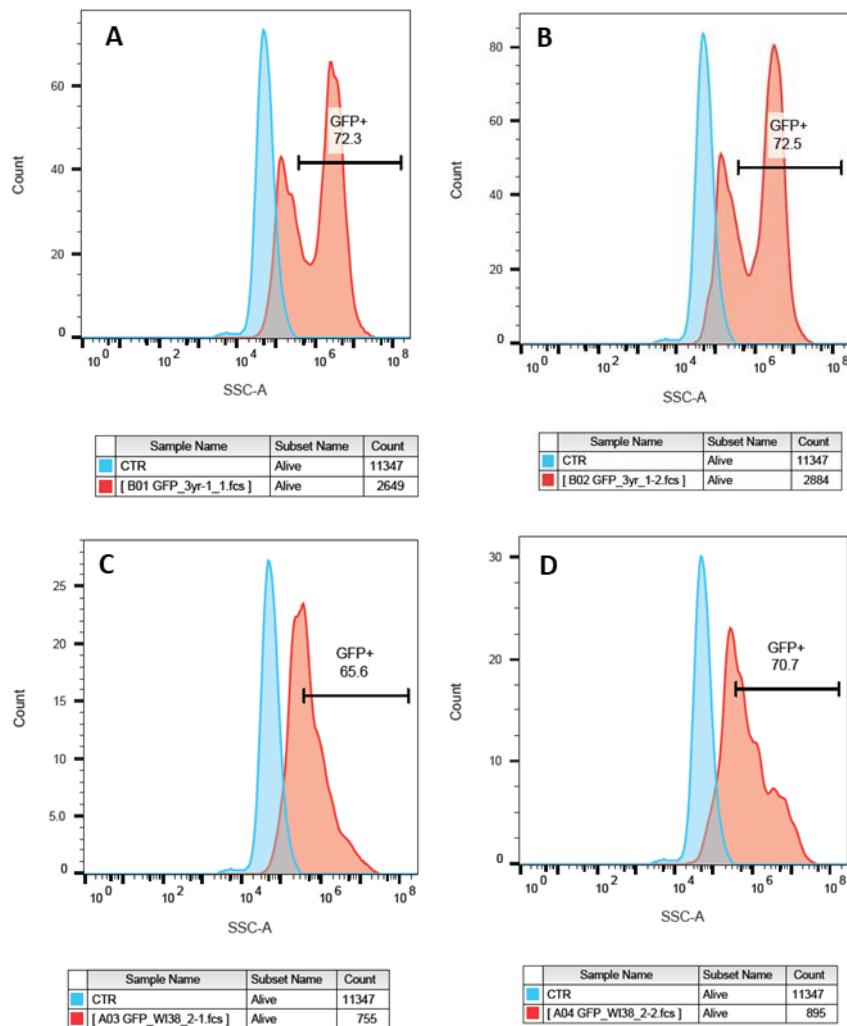 A
GFP+
72.3
Count
60
40
20
0
10^0 10^2 10^4 10^6 10^8
SSC-A
Sample Name Subset Name Count
CTR Alive 11347
[ B01 GFP_3yr-1_1.fcs ] Alive 2649
B
GFP+
72.5
Count
80
60
40
20
0
10^0 10^2 10^4 10^6 10^8
SSC-A
Sample Name Subset Name Count
CTR Alive 11347
[ B02 GFP_3yr_1-2.fcs ] Alive 2884
C
GFP+
65.6
Count
25
20
15
10
5.0
0
10^0 10^2 10^4 10^6 10^8
SSC-A
Sample Name Subset Name Count
CTR Alive 11347
[ A03 GFP_WI38_2-1.fcs ] Alive 755
D
GFP+
70.7
Count
30
20
10
0
10^0 10^2 10^4 10^6 10^8
SSC-A
Sample Name Subset Name Count
CTR Alive 11347
[ A04 GFP_WI38_2-2.fcs ] Alive 895